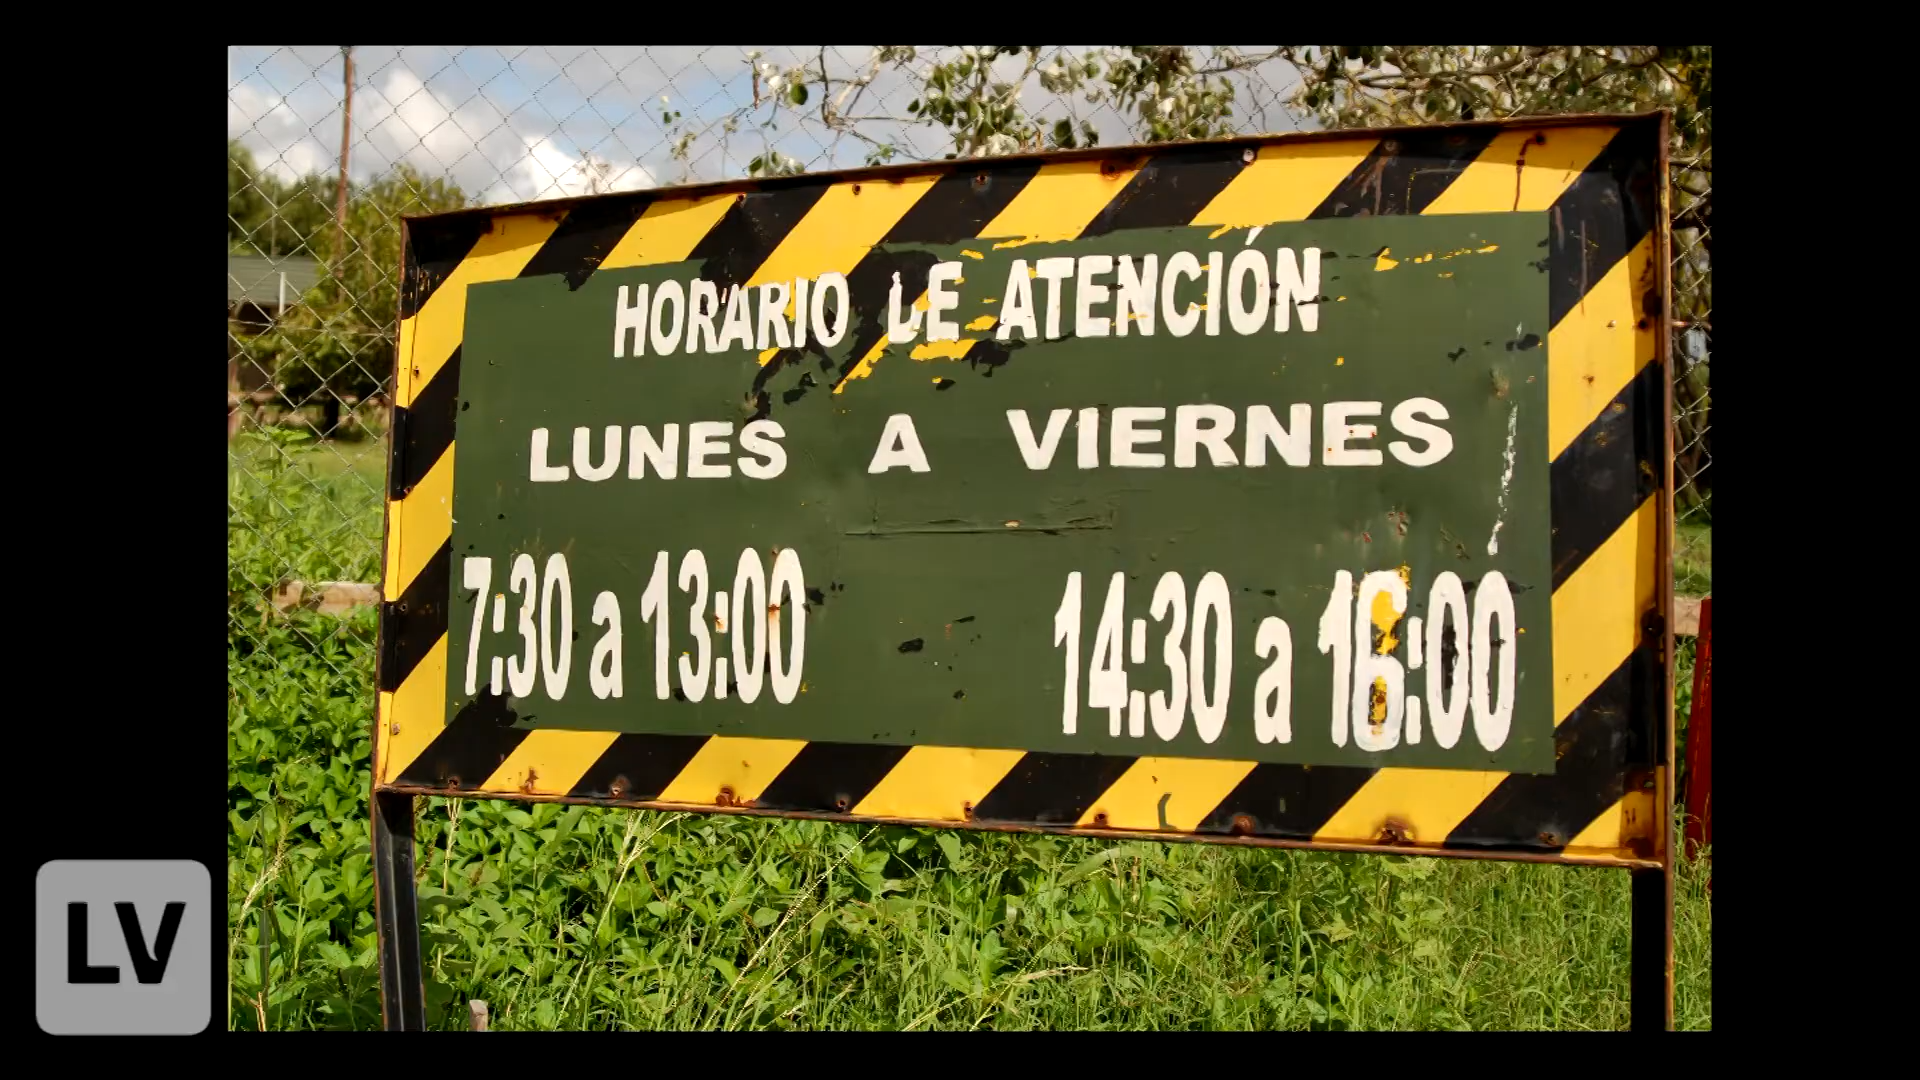 HORARIO DE ATENCIÓN
LUNES A VIERNES
7:30 a 13:00 14:30 a 16:00
LV